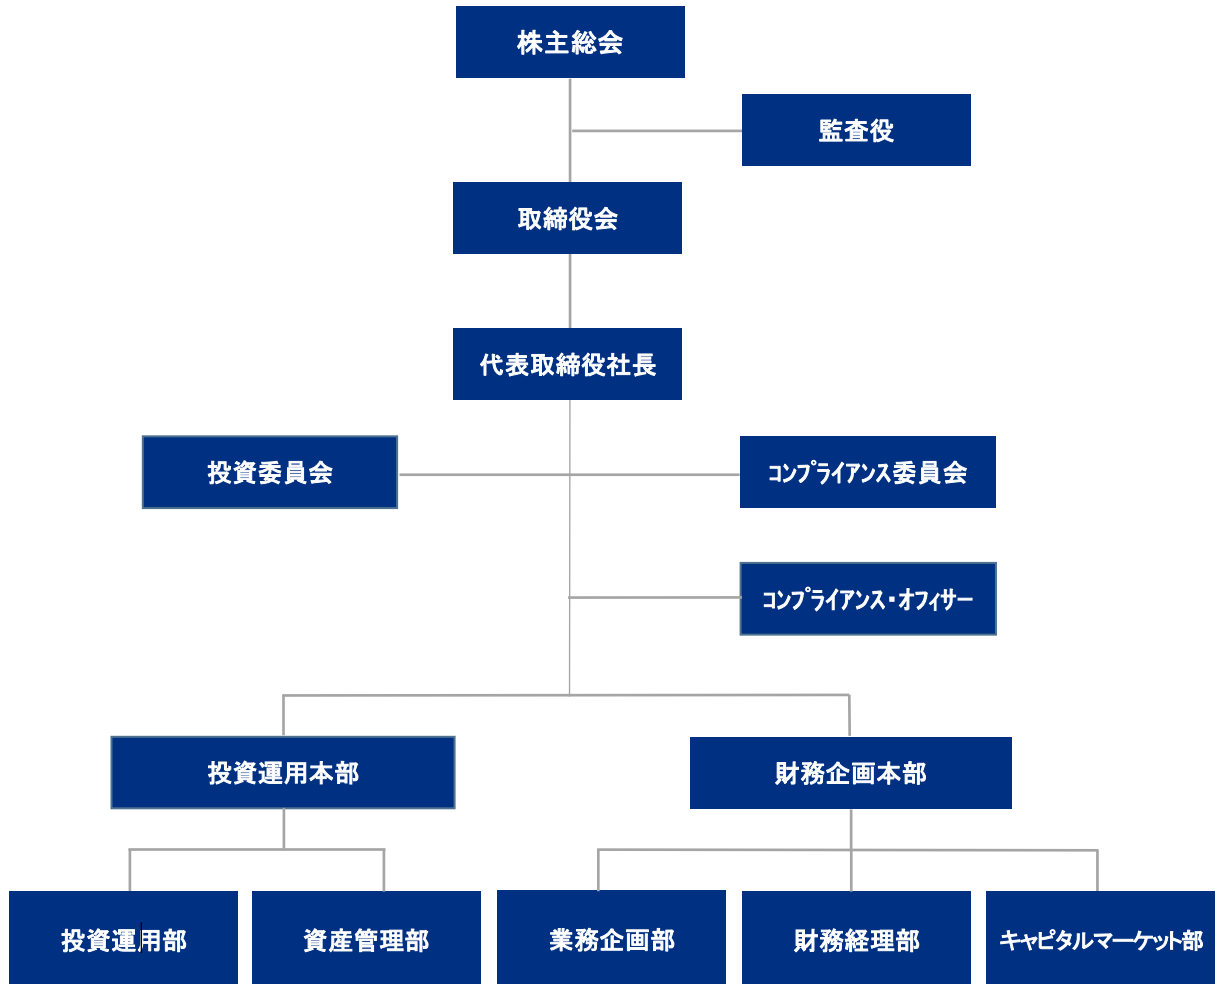 株主総会
監査役
取締役会
代表取締役社長
投資委員会
コンプライアンス委員会
コンプライアンス・オフィサー
投資運用本部
財務企画本部
投資運用部
資産管理部
業務企画部
財務経理部
キャピタルマーケット部